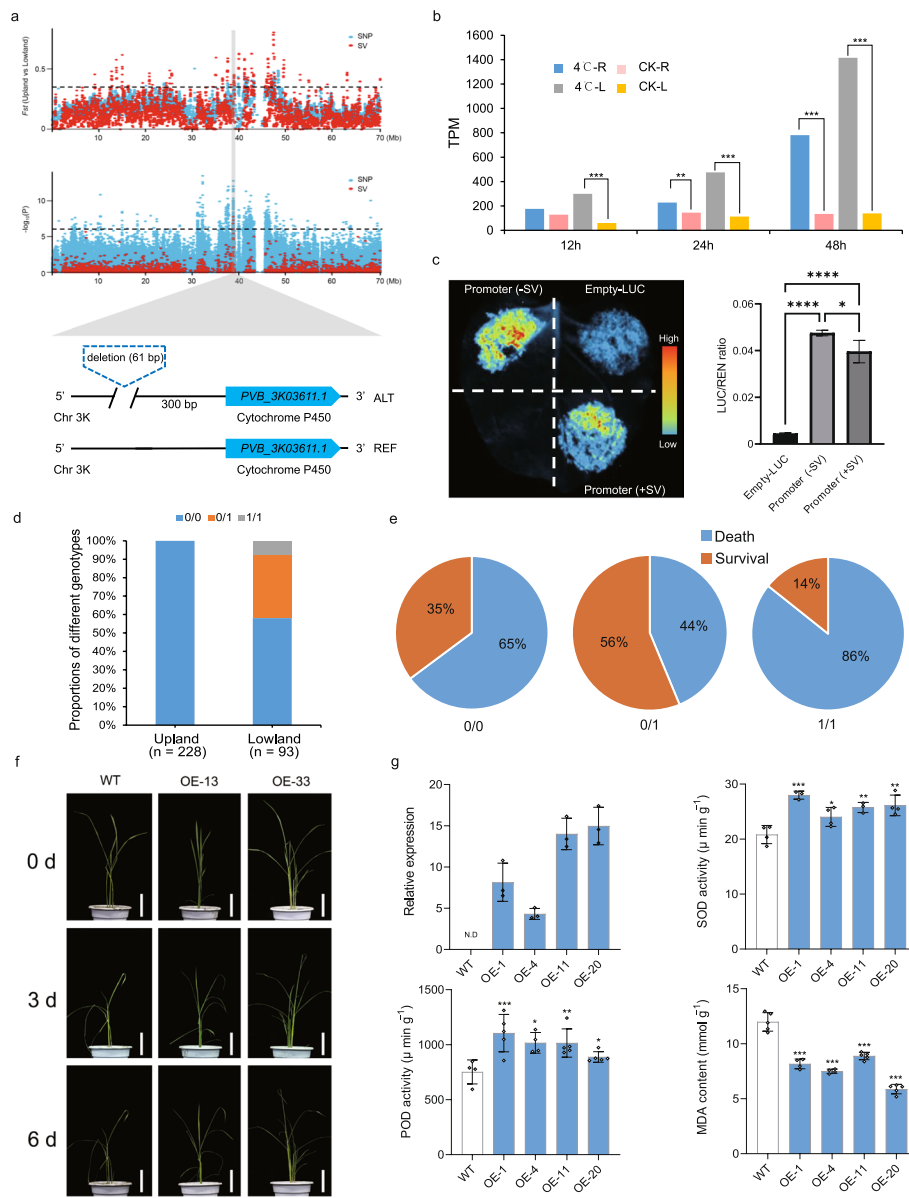 a
Fst (Upland vs Lowland)
SNP
SV
0.5
0
10 20 30 40 50 60 70 (Mb)
-log₁₀(P)
SNP
SV
15
10
5
0
10 20 30 40 50 60 70 (Mb)
deletion (61 bp)
5' 300 bp PVB_3K03611.1 3' ALT
Chr 3K Cytochrome P450
5' PVB_3K03611.1 3' REF
Chr 3K Cytochrome P450
b
TPM
1600
1400
1200
1000
800
600
400
200
0
4℃-R CK-R
4℃-L CK-L
***
** ***
*** ***
12h 24h 48h
c
Promoter (-SV) Empty-LUC
High
Low
Promoter (+SV)
LUC/REN ratio
0.06
0.04
0.02
0
****
**** *
Empty-LUC
Promoter (-SV)
Promoter (+SV)
d
0/0 0/1 1/1
Proportions of different genotypes
100%
90%
80%
70%
60%
50%
40%
30%
20%
10%
0%
Upland Lowland
(n = 228) (n = 93)
e
Death
Survival
35% 65%
56% 44%
14% 86%
0/0 0/1 1/1
f
WT OE-13 OE-33
0 d
3 d
6 d
g
Relative expression
20
15
10
5
0
N.D
WT OE-1 OE-4 OE-11 OE-20
SOD activity (μ min g⁻¹)
30
20
10
0
*** * ** **
WT OE-1 OE-4 OE-11 OE-20
POD activity (μ min g⁻¹)
1500
1000
500
0
*** * ** *
WT OE-1 OE-4 OE-11 OE-20
MDA content (mmol g⁻¹)
15
10
5
0
*** *** *** ***
WT OE-1 OE-4 OE-11 OE-20